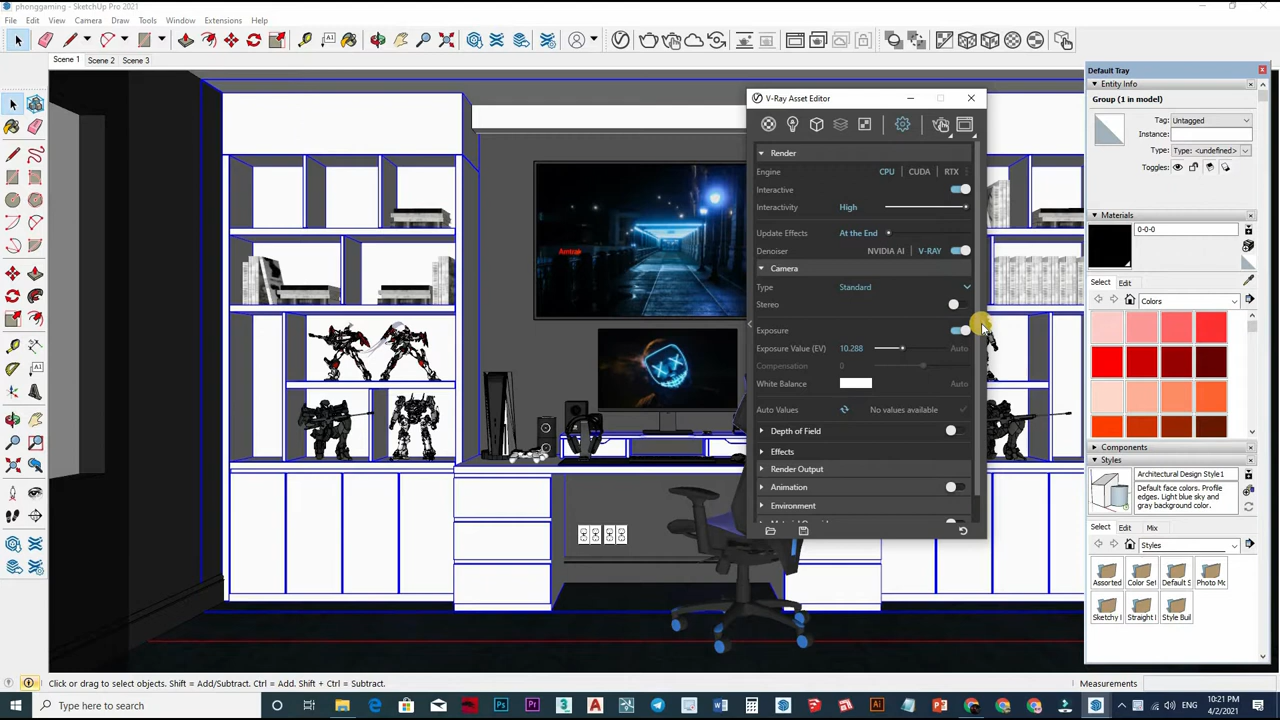 phonggaming - SketchUp Pro 2021
File Edit View Camera Draw Tools Window Extensions Help
Scene 1 Scene 2 Scene 3
V-Ray Asset Editor
Render
Engine CPU CUDA RTX
Interactive
Interactivity High
Update Effects At the End
Denoiser NVIDIA AI V-RAY
Camera
Type Standard
Stereo
Exposure
Exposure Value (EV) 10.288 Auto
Compensation 0
White Balance Auto
Auto Values No values available
Depth of Field
Effects
Render Output
Animation
Environment
Default Tray
Entity Info
Group (1 in model)
Tag: Untagged
Instance:
Type: Type: <undefined>
Toggles:
Materials
0-0-0
Select Edit
Colors
Components
Styles
Architectural Design Style1
Default face colors. Profile
edges. Light blue sky and
gray background color.
Select Edit Mix
Styles
Assorted Color Set Default S Photo Mo
Sketchy I Straight I Style Buil
Click or drag to select objects. Shift = Add/Subtract. Ctrl = Add. Shift + Ctrl = Subtract.
Measurements
Type here to search
10:21 PM
4/2/2021